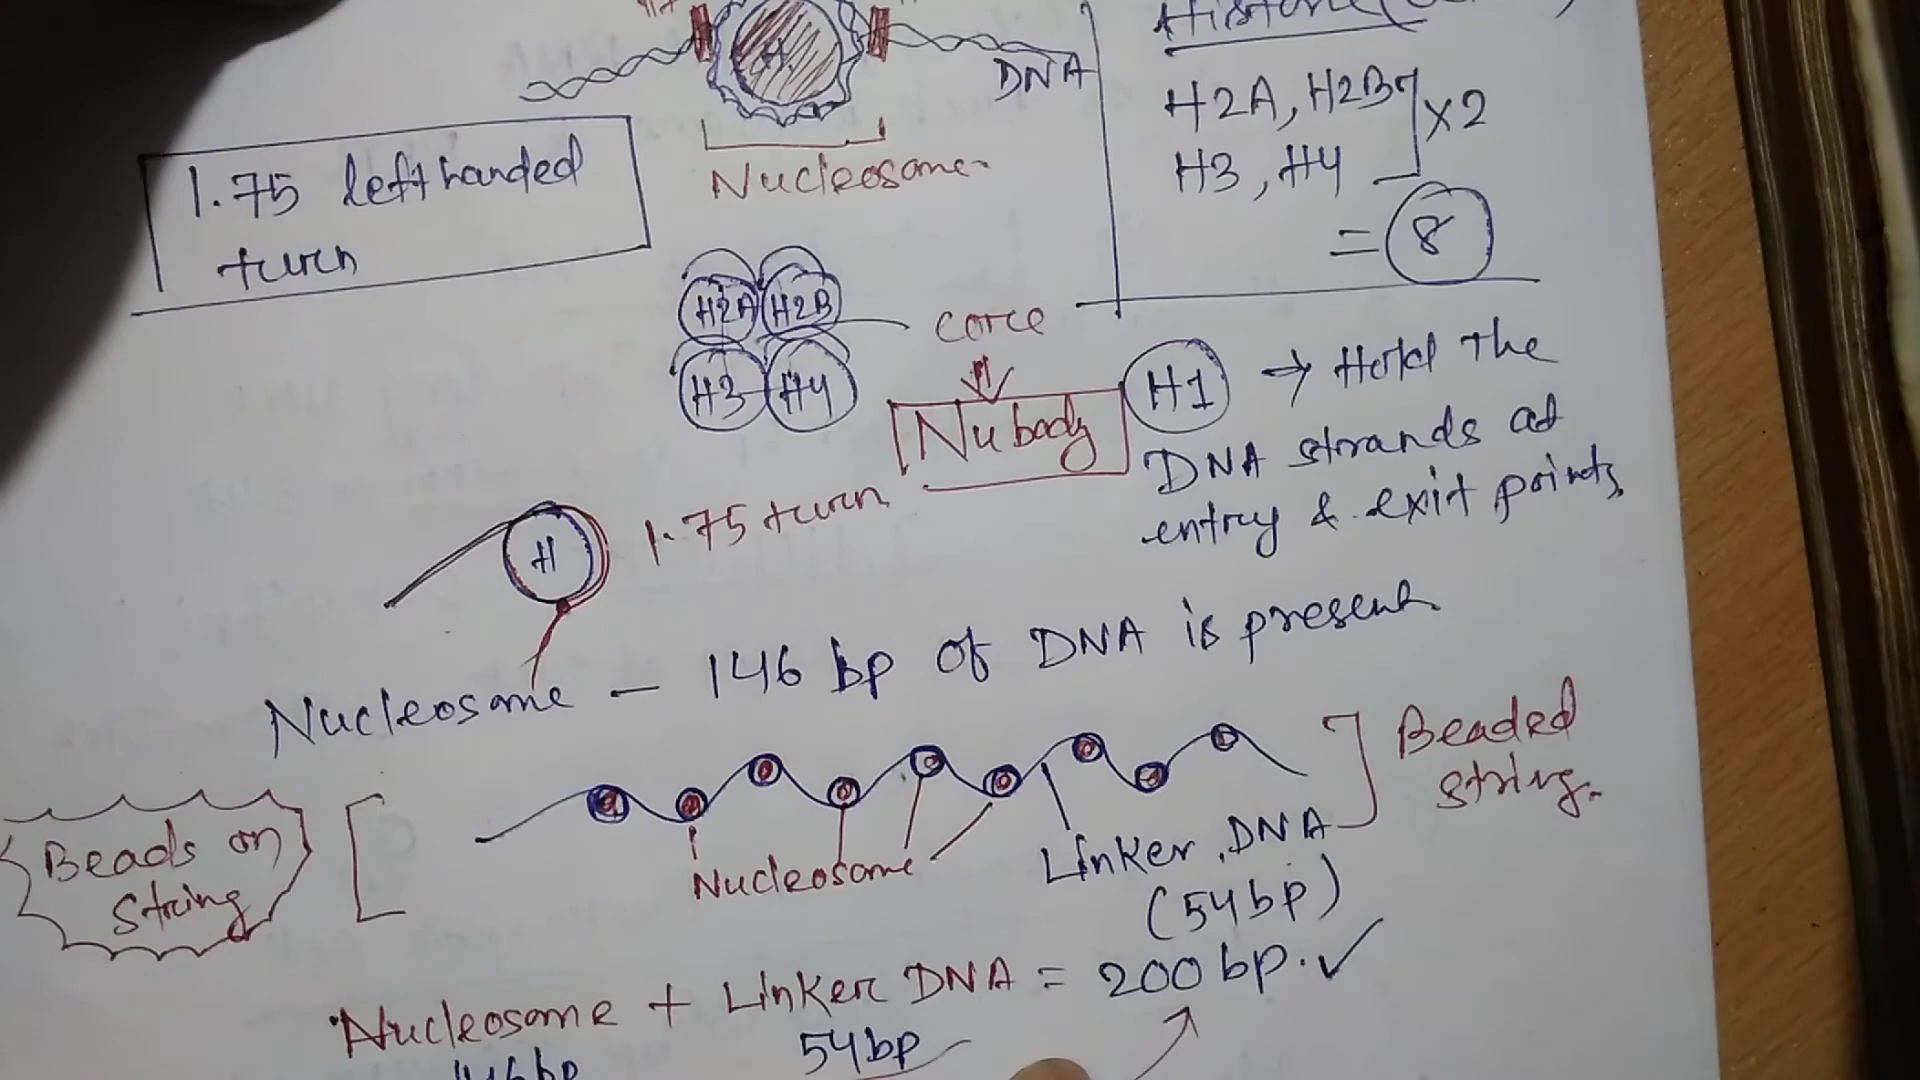 DNA
Nucleosome
1.75 left handed
turn
H2A, H2B
H3, H4
x2
= 8
H2A H2B
H3 H4
core
Nu body
H1 → Hold the
DNA strands at
entry & exit points
H
1.75 turn
Nucleosome — 146 bp of DNA is present
Beads on
string
Nucleosome
Linker DNA
(54bp)
Beaded
string.
Nucleosome + Linker DNA = 200 bp. ✓
146bp
54bp